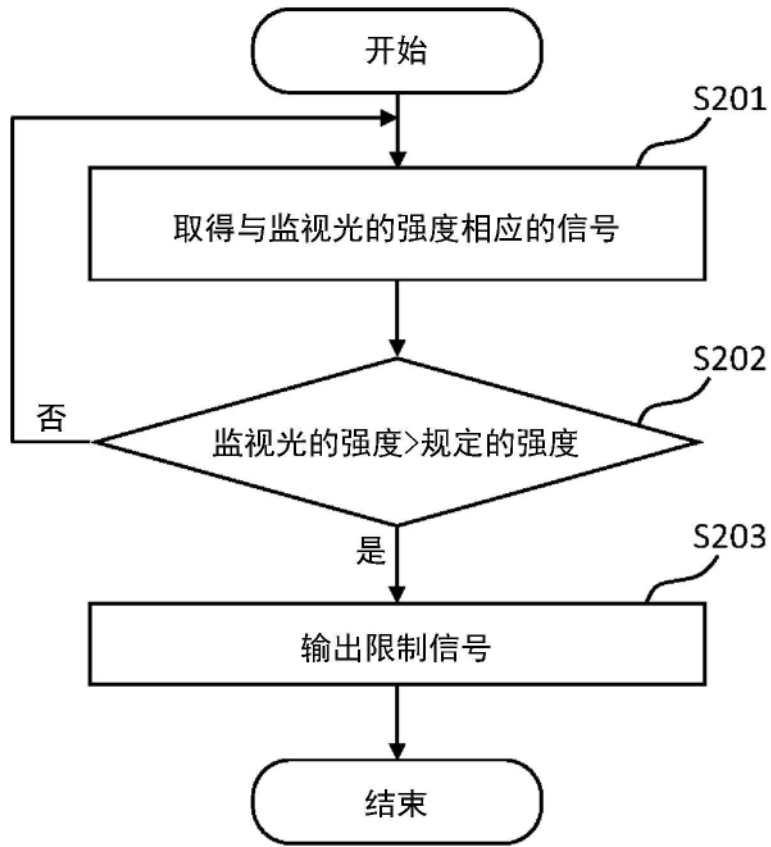 开始
S201
取得与监视光的强度相应的信号
S202
监视光的强度>规定的强度
否
是
S203
输出限制信号
结束